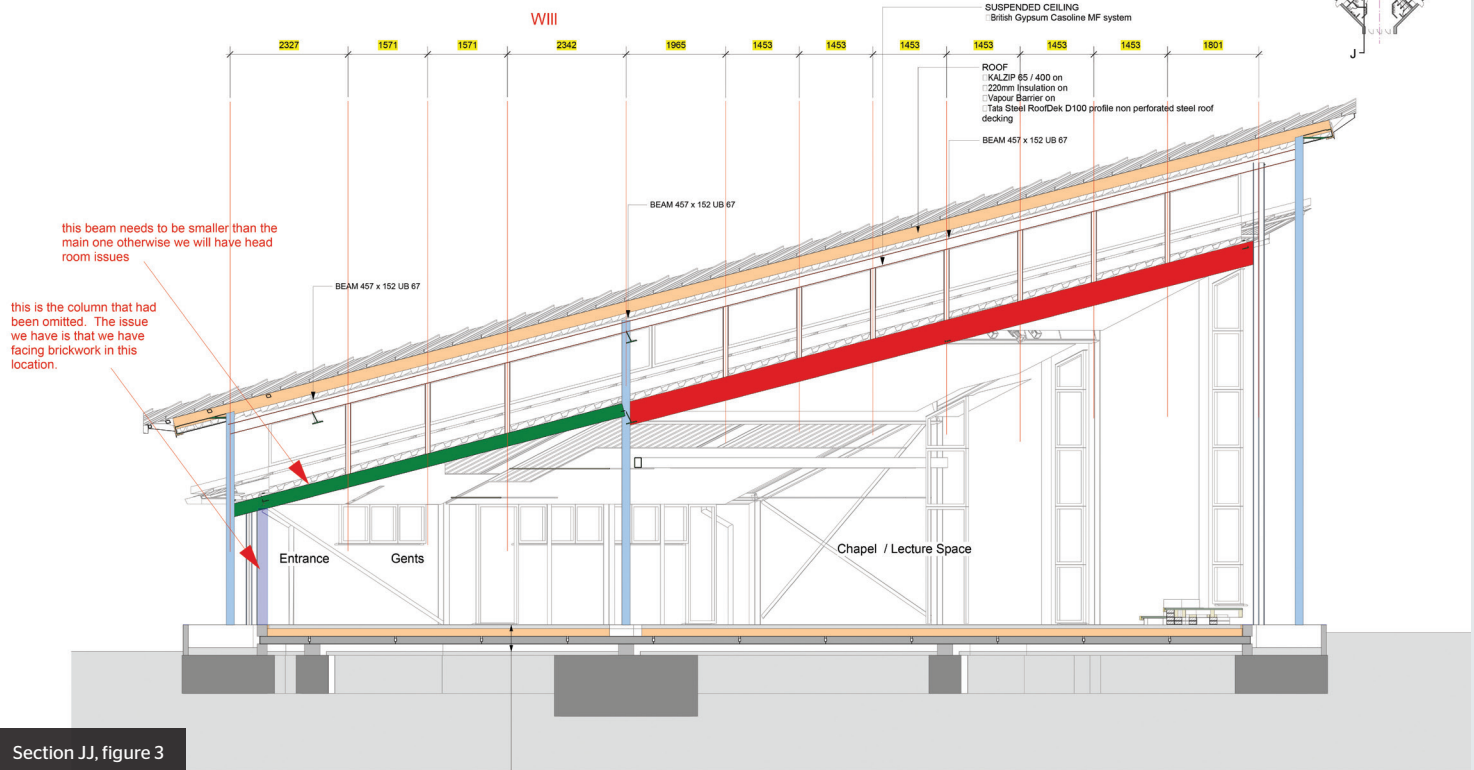 WIll
SUSPENDED CEILING
□British Gypsum Casoline MF system
J
2327 1571 1571 2342 1965 1453 1453 1453 1453 1453 1453 1801
ROOF
□KALZIP 65 / 400 on
□220mm Insulation on
□Vapour Barrier on
□Tata Steel RoofDek D100 profile non perforated steel roof
decking
BEAM 457 x 152 UB 67
BEAM 457 x 152 UB 67
this beam needs to be smaller than the
main one otherwise we will have head
room issues
BEAM 457 x 152 UB 67
this is the column that had
been omitted. The issue
we have is that we have
facing brickwork in this
location.
Entrance
Gents
Chapel / Lecture Space
Section JJ, figure 3